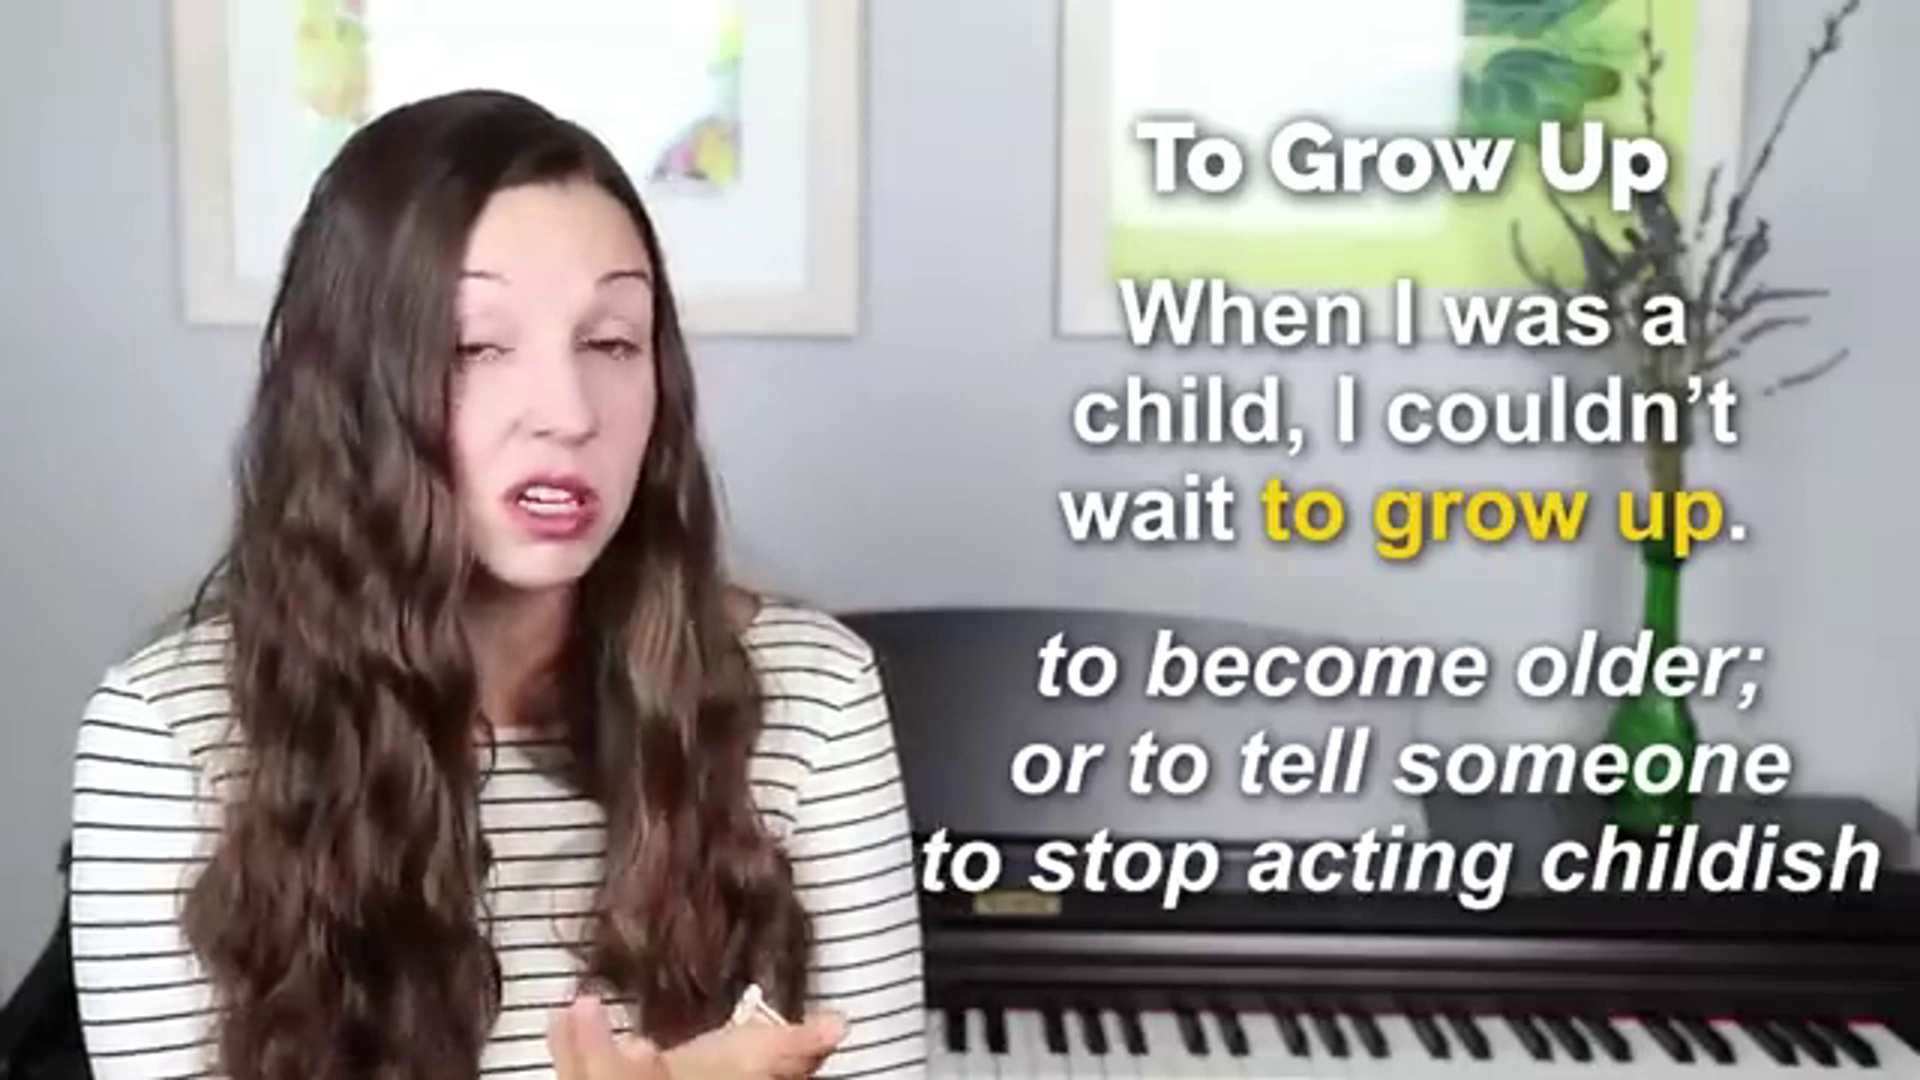 To Grow Up
When I was a
child, I couldn’t
wait to grow up.
to become older;
or to tell someone
to stop acting childish